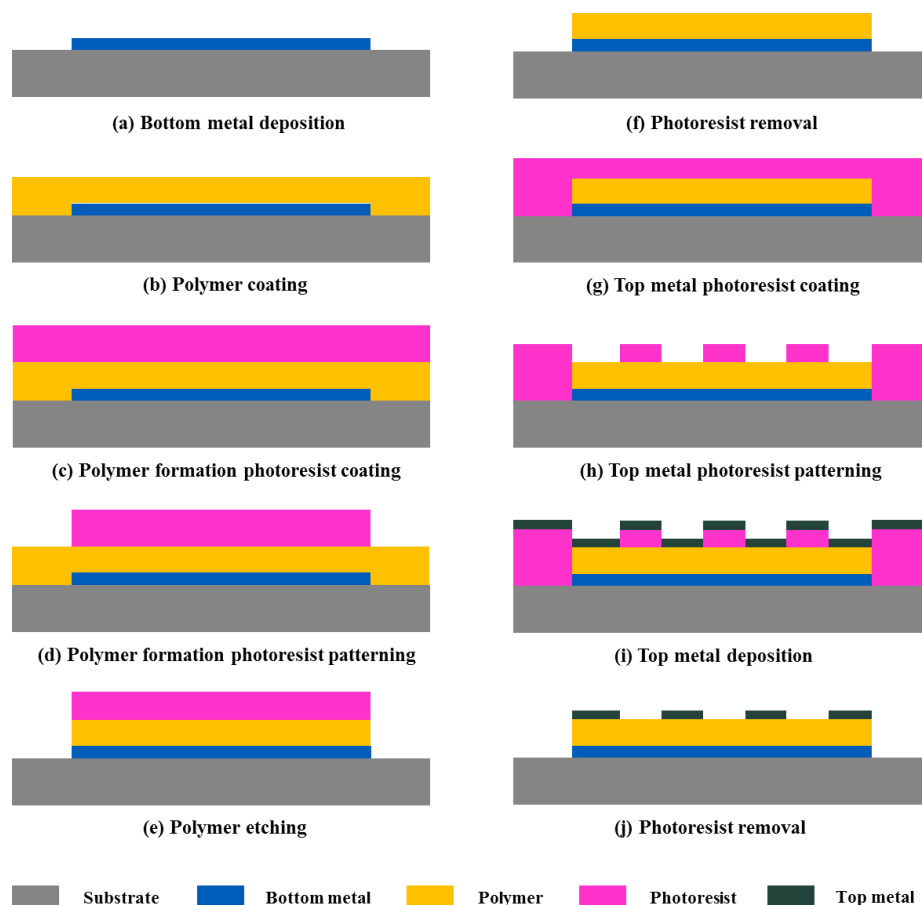 (a) Bottom metal deposition
(b) Polymer coating
(c) Polymer formation photoresist coating
(d) Polymer formation photoresist patterning
(e) Polymer etching
(f) Photoresist removal
(g) Top metal photoresist coating
(h) Top metal photoresist patterning
(i) Top metal deposition
(j) Photoresist removal
Substrate Bottom metal Polymer Photoresist Top metal